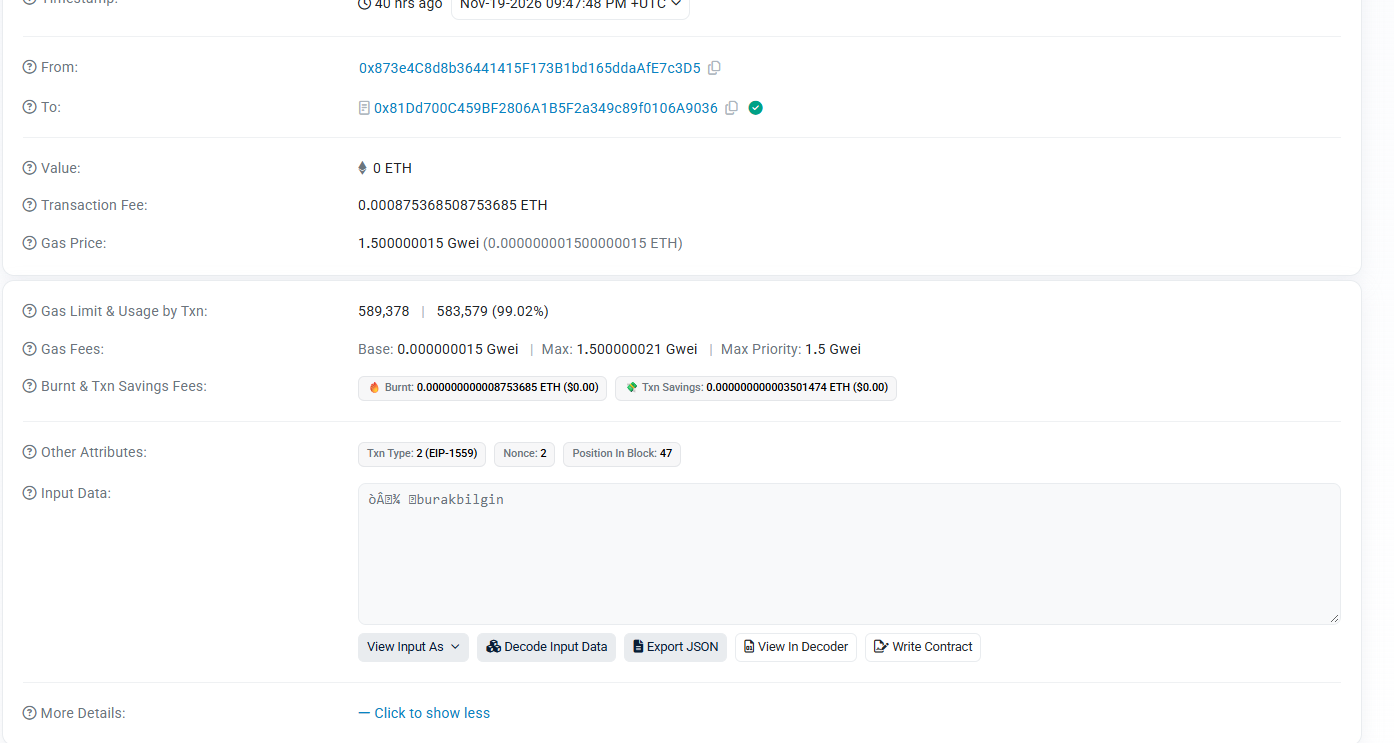 Timestamp: 40 hrs ago Nov-19-2026 09:47:48 PM +UTC
From: 0x873e4C8d8b36441415F173B1bd165ddaAfE7c3D5
To: 0x81Dd700C459BF2806A1B5F2a349c89f0106A9036
Value: 0 ETH
Transaction Fee: 0.000875368508753685 ETH
Gas Price: 1.500000015 Gwei (0.000000001500000015 ETH)
Gas Limit & Usage by Txn: 589,378 | 583,579 (99.02%)
Gas Fees: Base: 0.000000015 Gwei | Max: 1.500000021 Gwei | Max Priority: 1.5 Gwei
Burnt & Txn Savings Fees: Burnt: 0.000000000008753685 ETH ($0.00) Txn Savings: 0.000000000003501474 ETH ($0.00)
Other Attributes: Txn Type: 2 (EIP-1559) Nonce: 2 Position In Block: 47
Input Data: òÂ% burakbilgin
View Input As Decode Input Data Export JSON View In Decoder Write Contract
More Details: — Click to show less